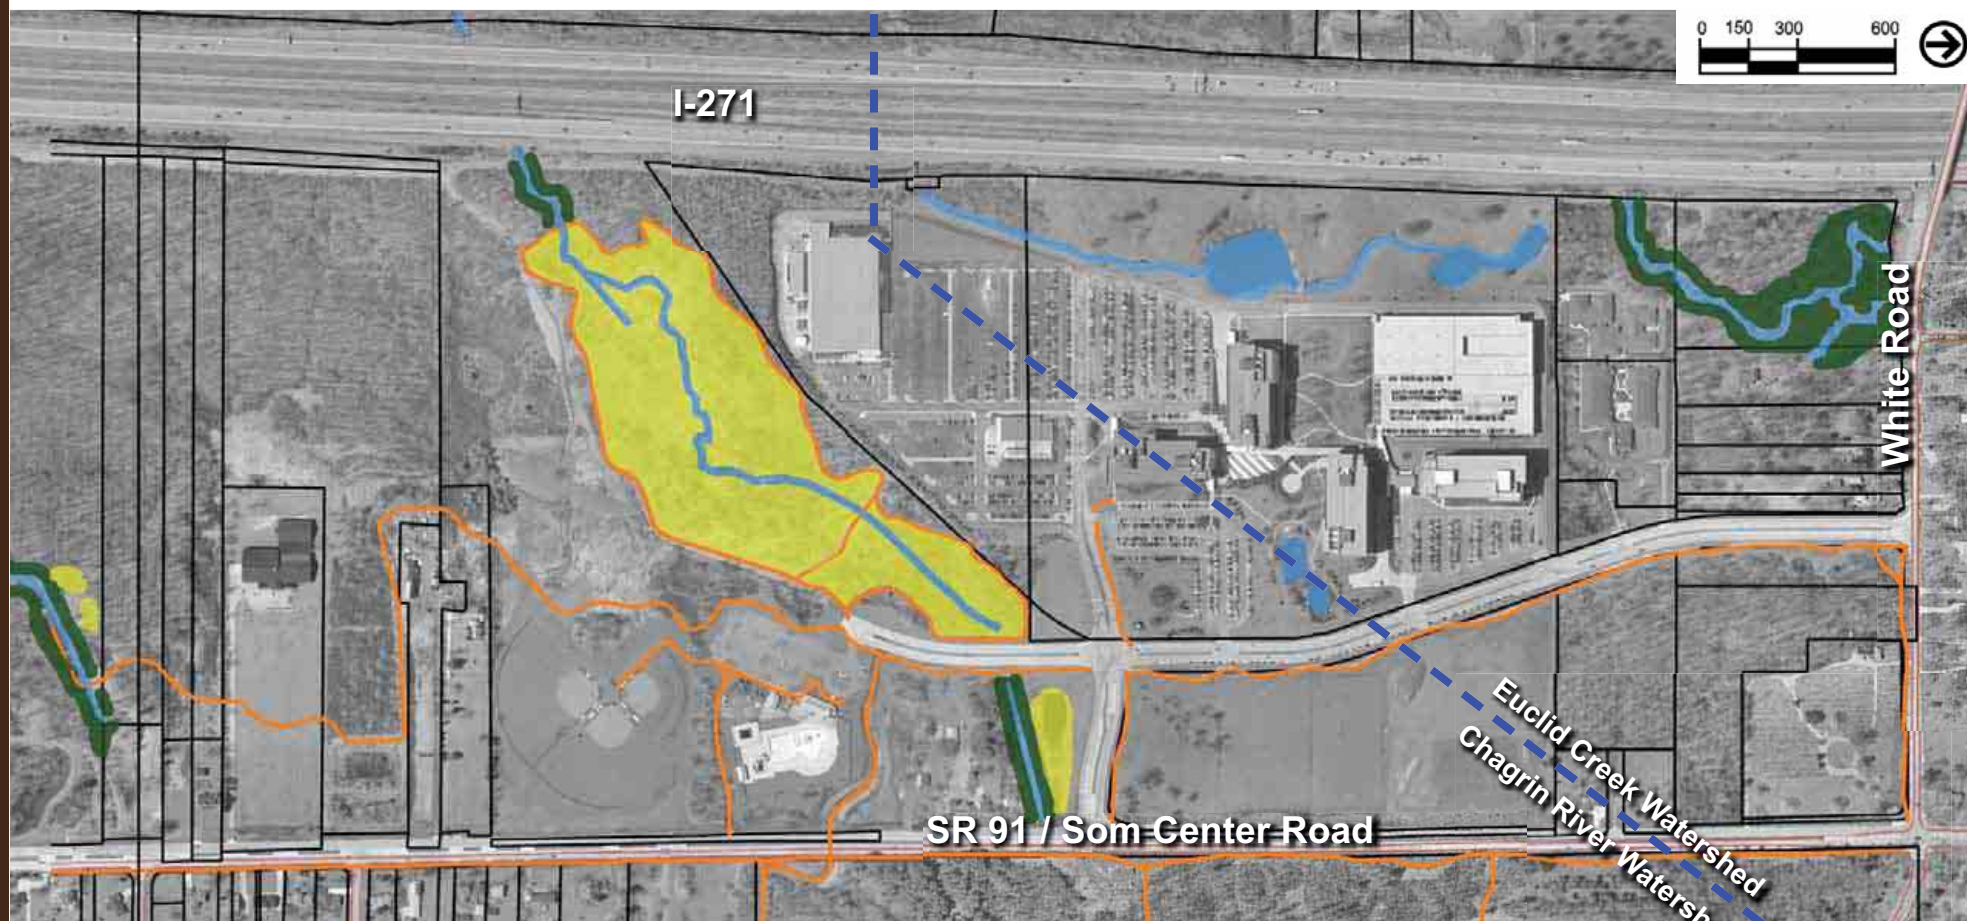 0 150 300 600
I-271
White Road
Euclid Creek Watershed
Chagrin River Watersh
SR 91 / Som Center Road